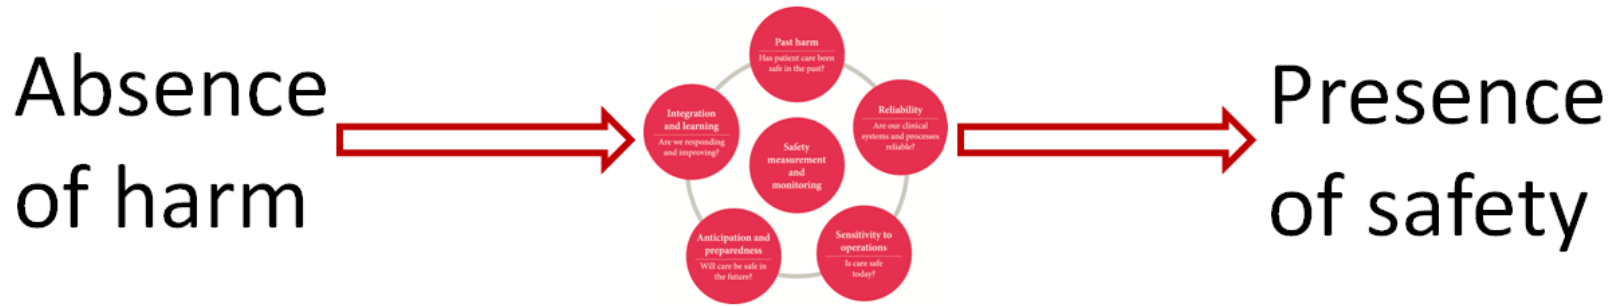 Absence
of harm
Past harm
Has patient care been
safe in the past?
Reliability
Are our clinical
systems and processes
reliable?
Sensitivity to
operations
Is care safe
today?
Anticipation and
preparedness
Will care be safe in
the future?
Integration
and learning
Are we responding
and improving?
Safety
measurement
and
monitoring
Presence
of safety